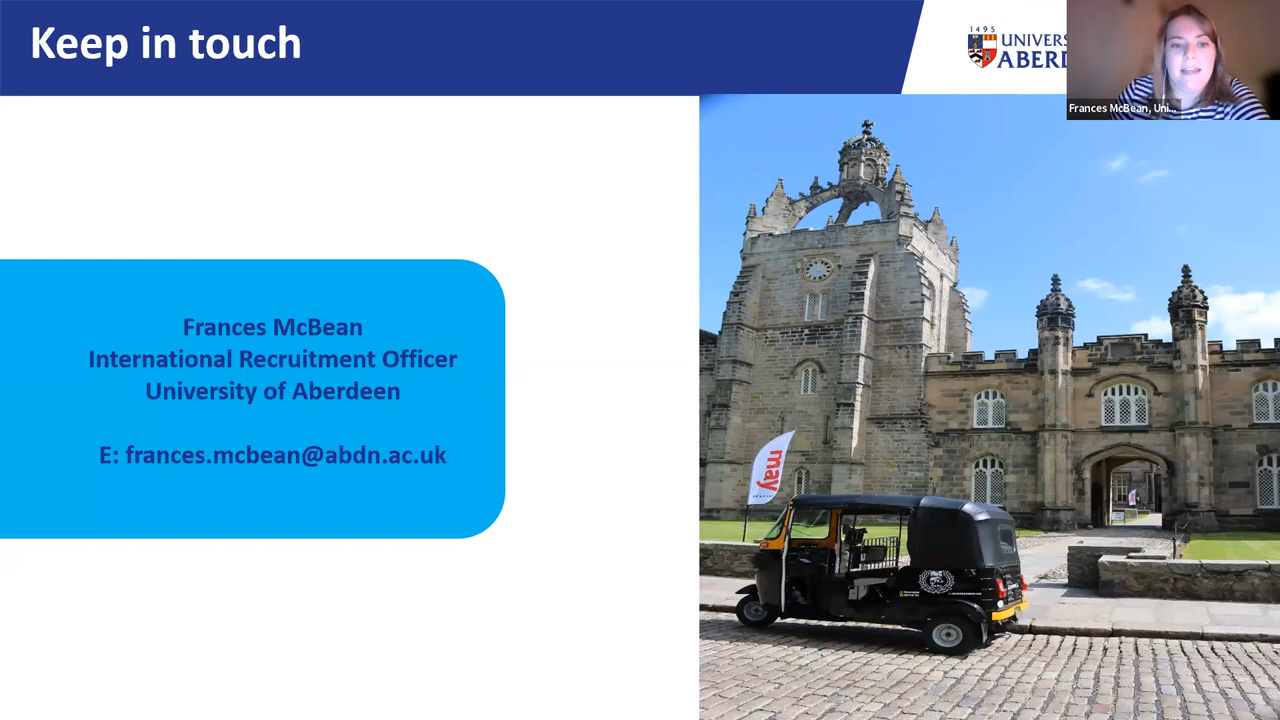 Keep in touch
1495
UNIVERS
ABER
Frances McBean, Uni...
Frances McBean
International Recruitment Officer
University of Aberdeen
E: frances.mcbean@abdn.ac.uk
may